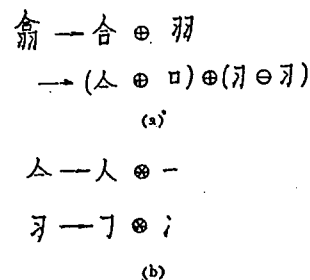 翕 → 合 ⊕ 羽
→ (亼 ⊕ 口) ⊕ (习 ⊖ 习)
(a)
亼 — 人 ⊛ 一
习 — 𠃌 ⊛ 冫
(b)